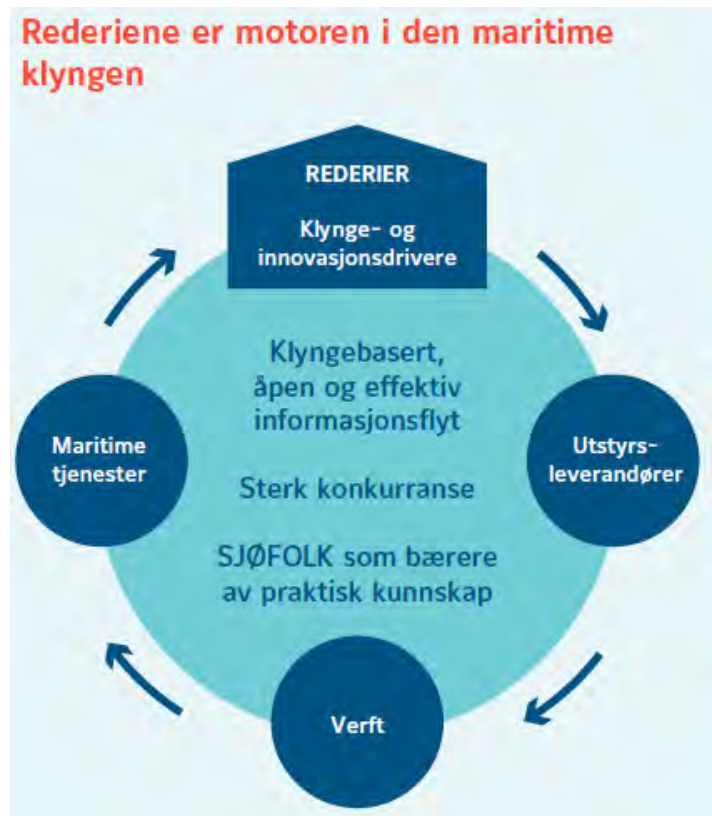 Rederiene er motoren i den maritime
klyngen
REDERIER
Klynge- og
innovasjonsdrivere
Klyngebasert,
åpen og effektiv
informasjonsflyt
Sterk konkurranse
SJØFOLK som bærere
av praktisk kunnskap
Maritime
tjenester
Utstyrs-
leverandører
Verft